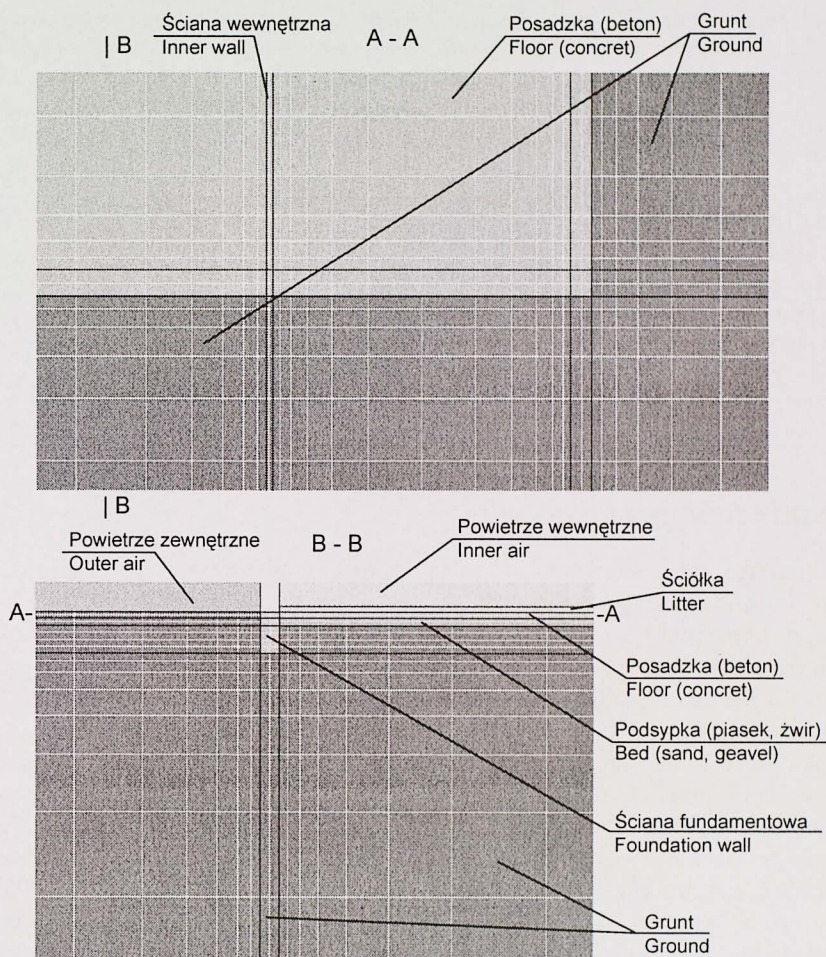 | B
Ściana wewnętrzna
Inner wall
A - A
Posadzka (beton)
Floor (concret)
Grunt
Ground
| B
Powietrze zewnętrzne
Outer air
B - B
Powietrze wewnętrzne
Inner air
Ściółka
Litter
A-
-A
Posadzka (beton)
Floor (concret)
Podsypka (piasek, żwir)
Bed (sand, geavel)
Ściana fundamentowa
Foundation wall
Grunt
Ground